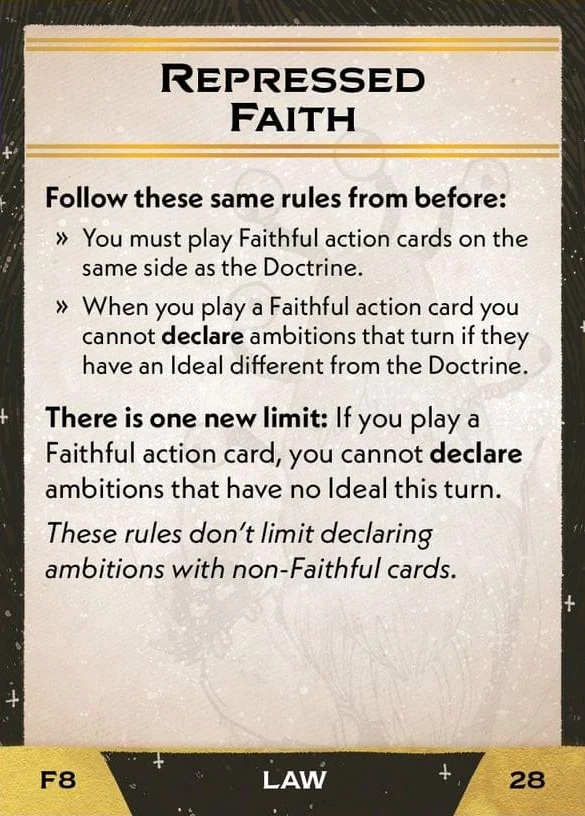 REPRESSED
FAITH
Follow these same rules from before:
» You must play Faithful action cards on the
same side as the Doctrine.
» When you play a Faithful action card you
cannot declare ambitions that turn if they
have an Ideal different from the Doctrine.
There is one new limit: If you play a
Faithful action card, you cannot declare
ambitions that have no Ideal this turn.
These rules don't limit declaring
ambitions with non-Faithful cards.
F8 LAW 28